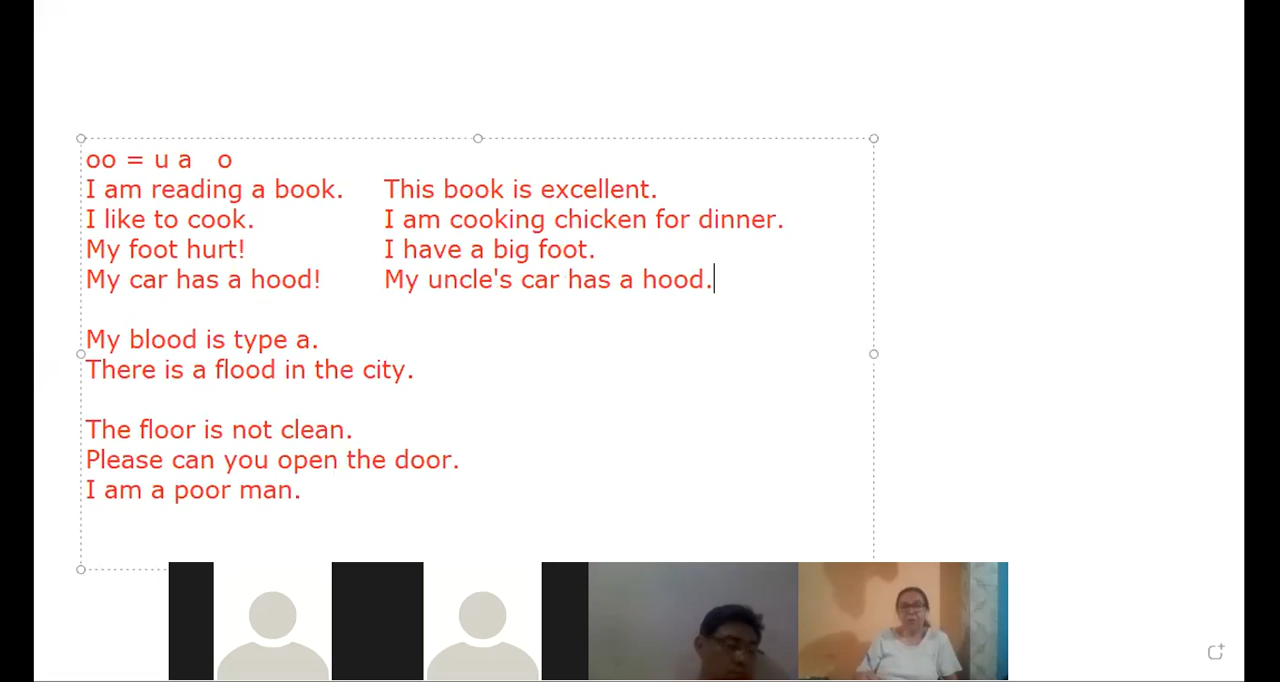 oo = u a o
I am reading a book. This book is excellent.
I like to cook. I am cooking chicken for dinner.
My foot hurt! I have a big foot.
My car has a hood! My uncle's car has a hood.
My blood is type a.
There is a flood in the city.
The floor is not clean.
Please can you open the door.
I am a poor man.